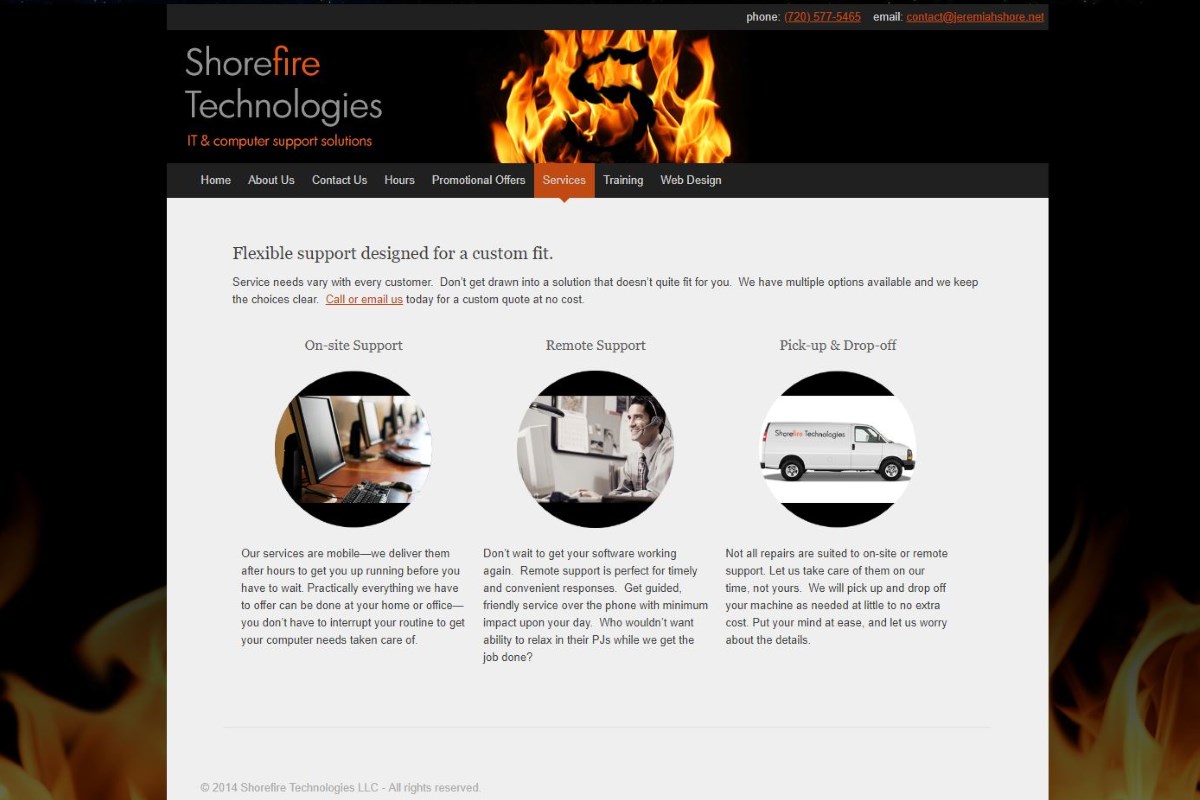 phone: (720) 577-5465 email: contact@jeremiahshore.net
Shorefire
Technologies
IT & computer support solutions
S
Home About Us Contact Us Hours Promotional Offers Services Training Web Design
Flexible support designed for a custom fit.
Service needs vary with every customer. Don't get drawn into a solution that doesn't quite fit for you. We have multiple options available and we keep
the choices clear. Call or email us today for a custom quote at no cost.
On-site Support
Our services are mobile—we deliver them
after hours to get you up running before you
have to wait. Practically everything we have
to offer can be done at your home or office—
you don't have to interrupt your routine to get
your computer needs taken care of.
Remote Support
Don't wait to get your software working
again. Remote support is perfect for timely
and convenient responses. Get guided,
friendly service over the phone with minimum
impact upon your day. Who wouldn't want
ability to relax in their PJs while we get the
job done?
Pick-up & Drop-off
Shorefire Technologies
Not all repairs are suited to on-site or remote
support. Let us take care of them on our
time, not yours. We will pick up and drop off
your machine as needed at little to no extra
cost. Put your mind at ease, and let us worry
about the details.
© 2014 Shorefire Technologies LLC - All rights reserved.